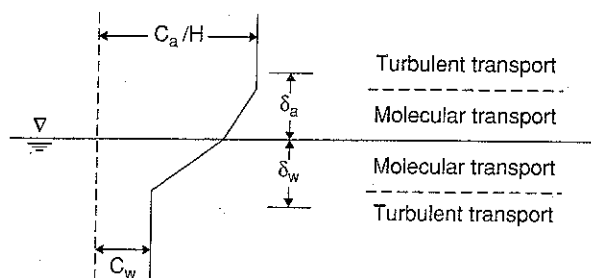 C_a/H
Turbulent transport
δ_a
Molecular transport
δ_w
Molecular transport
Turbulent transport
C_w